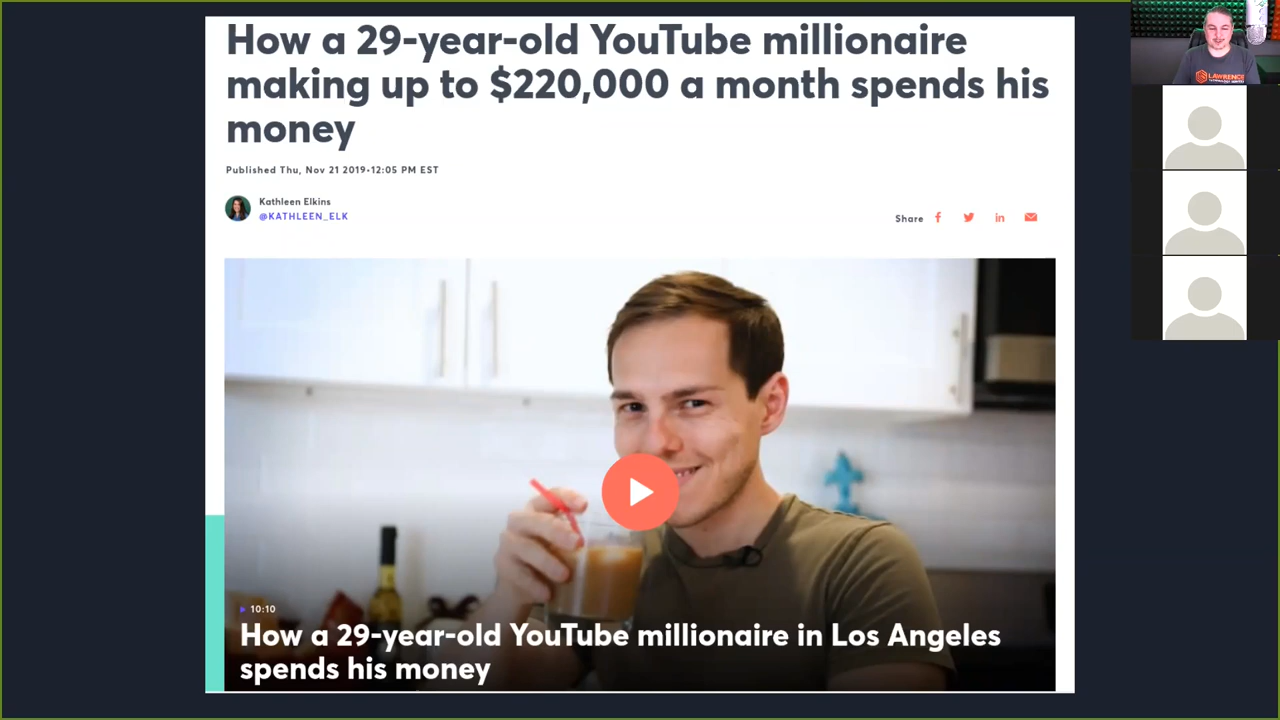 How a 29-year-old YouTube millionaire
making up to $220,000 a month spends his
money
Published Thu, Nov 21 2019•12:05 PM EST
Kathleen Elkins
@KATHLEEN_ELK
Share
10:10
How a 29-year-old YouTube millionaire in Los Angeles
spends his money
LAWRENCE